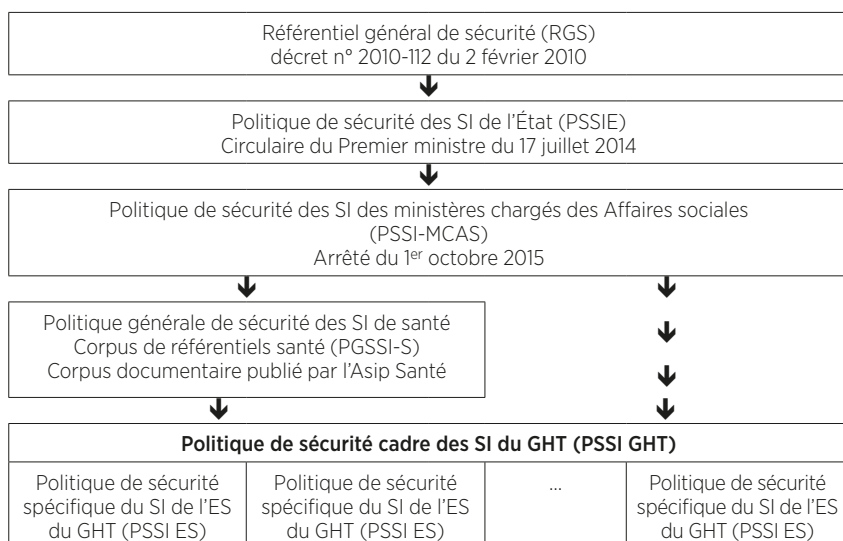 Référentiel général de sécurité (RGS)
décret n° 2010-112 du 2 février 2010
Politique de sécurité des SI de l’État (PSSIE)
Circulaire du Premier ministre du 17 juillet 2014
Politique de sécurité des SI des ministères chargés des Affaires sociales
(PSSI-MCAS)
Arrêté du 1er octobre 2015
Politique générale de sécurité des SI de santé
Corpus de référentiels santé (PGSSI-S)
Corpus documentaire publié par l’Asip Santé
Politique de sécurité cadre des SI du GHT (PSSI GHT)
Politique de sécurité
spécifique du SI de l’ES
du GHT (PSSI ES)
Politique de sécurité
spécifique du SI de l’ES
du GHT (PSSI ES)
...
Politique de sécurité
spécifique du SI de l’ES
du GHT (PSSI ES)